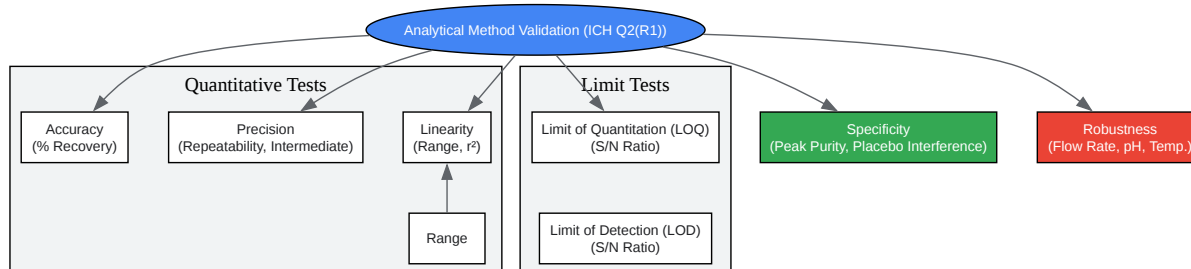 Analytical Method Validation (ICH Q2(R1))
Quantitative Tests
Limit Tests
Accuracy
(% Recovery)
Precision
(Repeatability, Intermediate)
Linearity
(Range, r²)
Limit of Quantitation (LOQ)
(S/N Ratio)
Specificity
(Peak Purity, Placebo Interference)
Robustness
(Flow Rate, pH, Temp.)
Range
Limit of Detection (LOD)
(S/N Ratio)